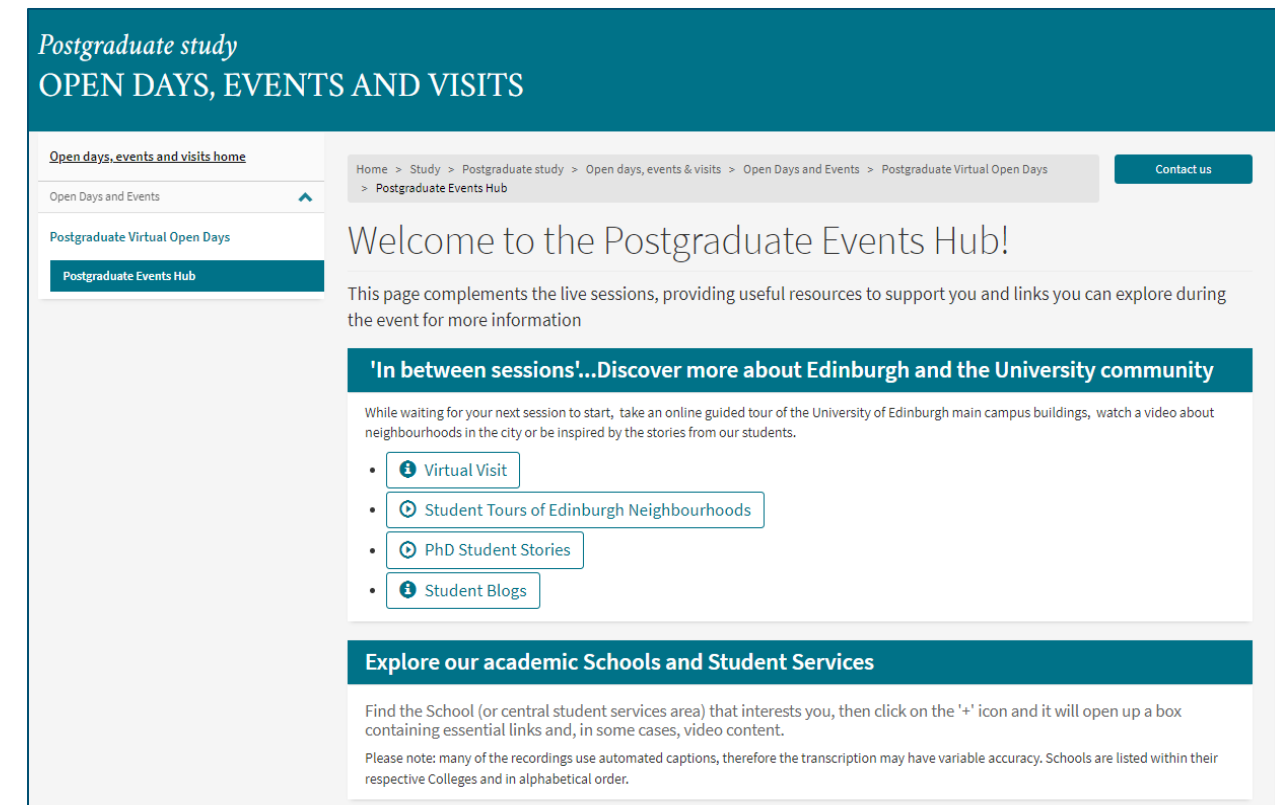 Postgraduate study
OPEN DAYS, EVENTS AND VISITS
Open days, events and visits home
Open Days and Events
Postgraduate Virtual Open Days
Postgraduate Events Hub
Home > Study > Postgraduate study > Open days, events & visits > Open Days and Events > Postgraduate Virtual Open Days
> Postgraduate Events Hub
Contact us
Welcome to the Postgraduate Events Hub!
This page complements the live sessions, providing useful resources to support you and links you can explore during
the event for more information
'In between sessions'...Discover more about Edinburgh and the University community
While waiting for your next session to start, take an online guided tour of the University of Edinburgh main campus buildings, watch a video about
neighbourhoods in the city or be inspired by the stories from our students.
• Virtual Visit
• Student Tours of Edinburgh Neighbourhoods
• PhD Student Stories
• Student Blogs
Explore our academic Schools and Student Services
Find the School (or central student services area) that interests you, then click on the '+' icon and it will open up a box
containing essential links and, in some cases, video content.
Please note: many of the recordings use automated captions, therefore the transcription may have variable accuracy. Schools are listed within their
respective Colleges and in alphabetical order.